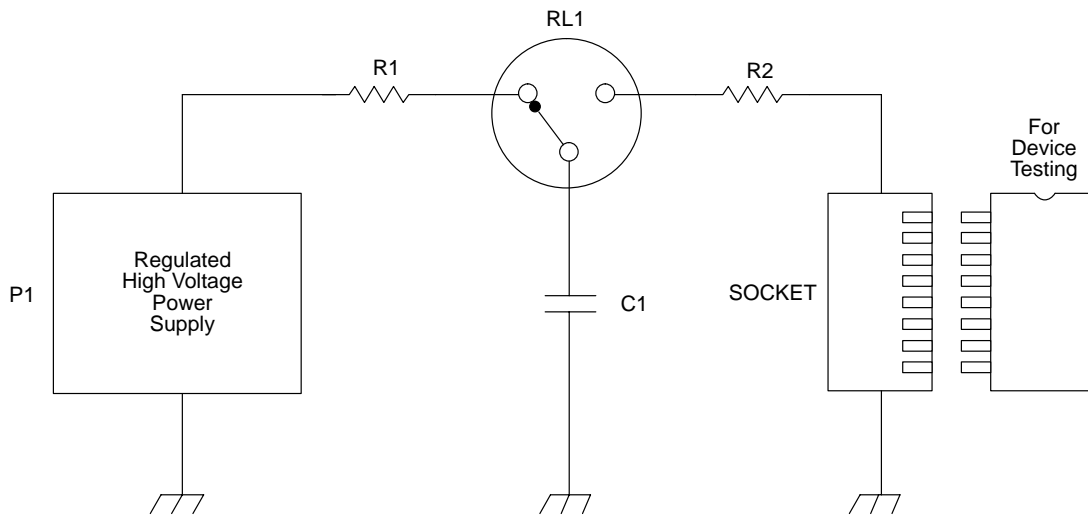 RL1
R1
R2
For
Device
Testing
Regulated
High Voltage
Power
Supply
P1
C1
SOCKET